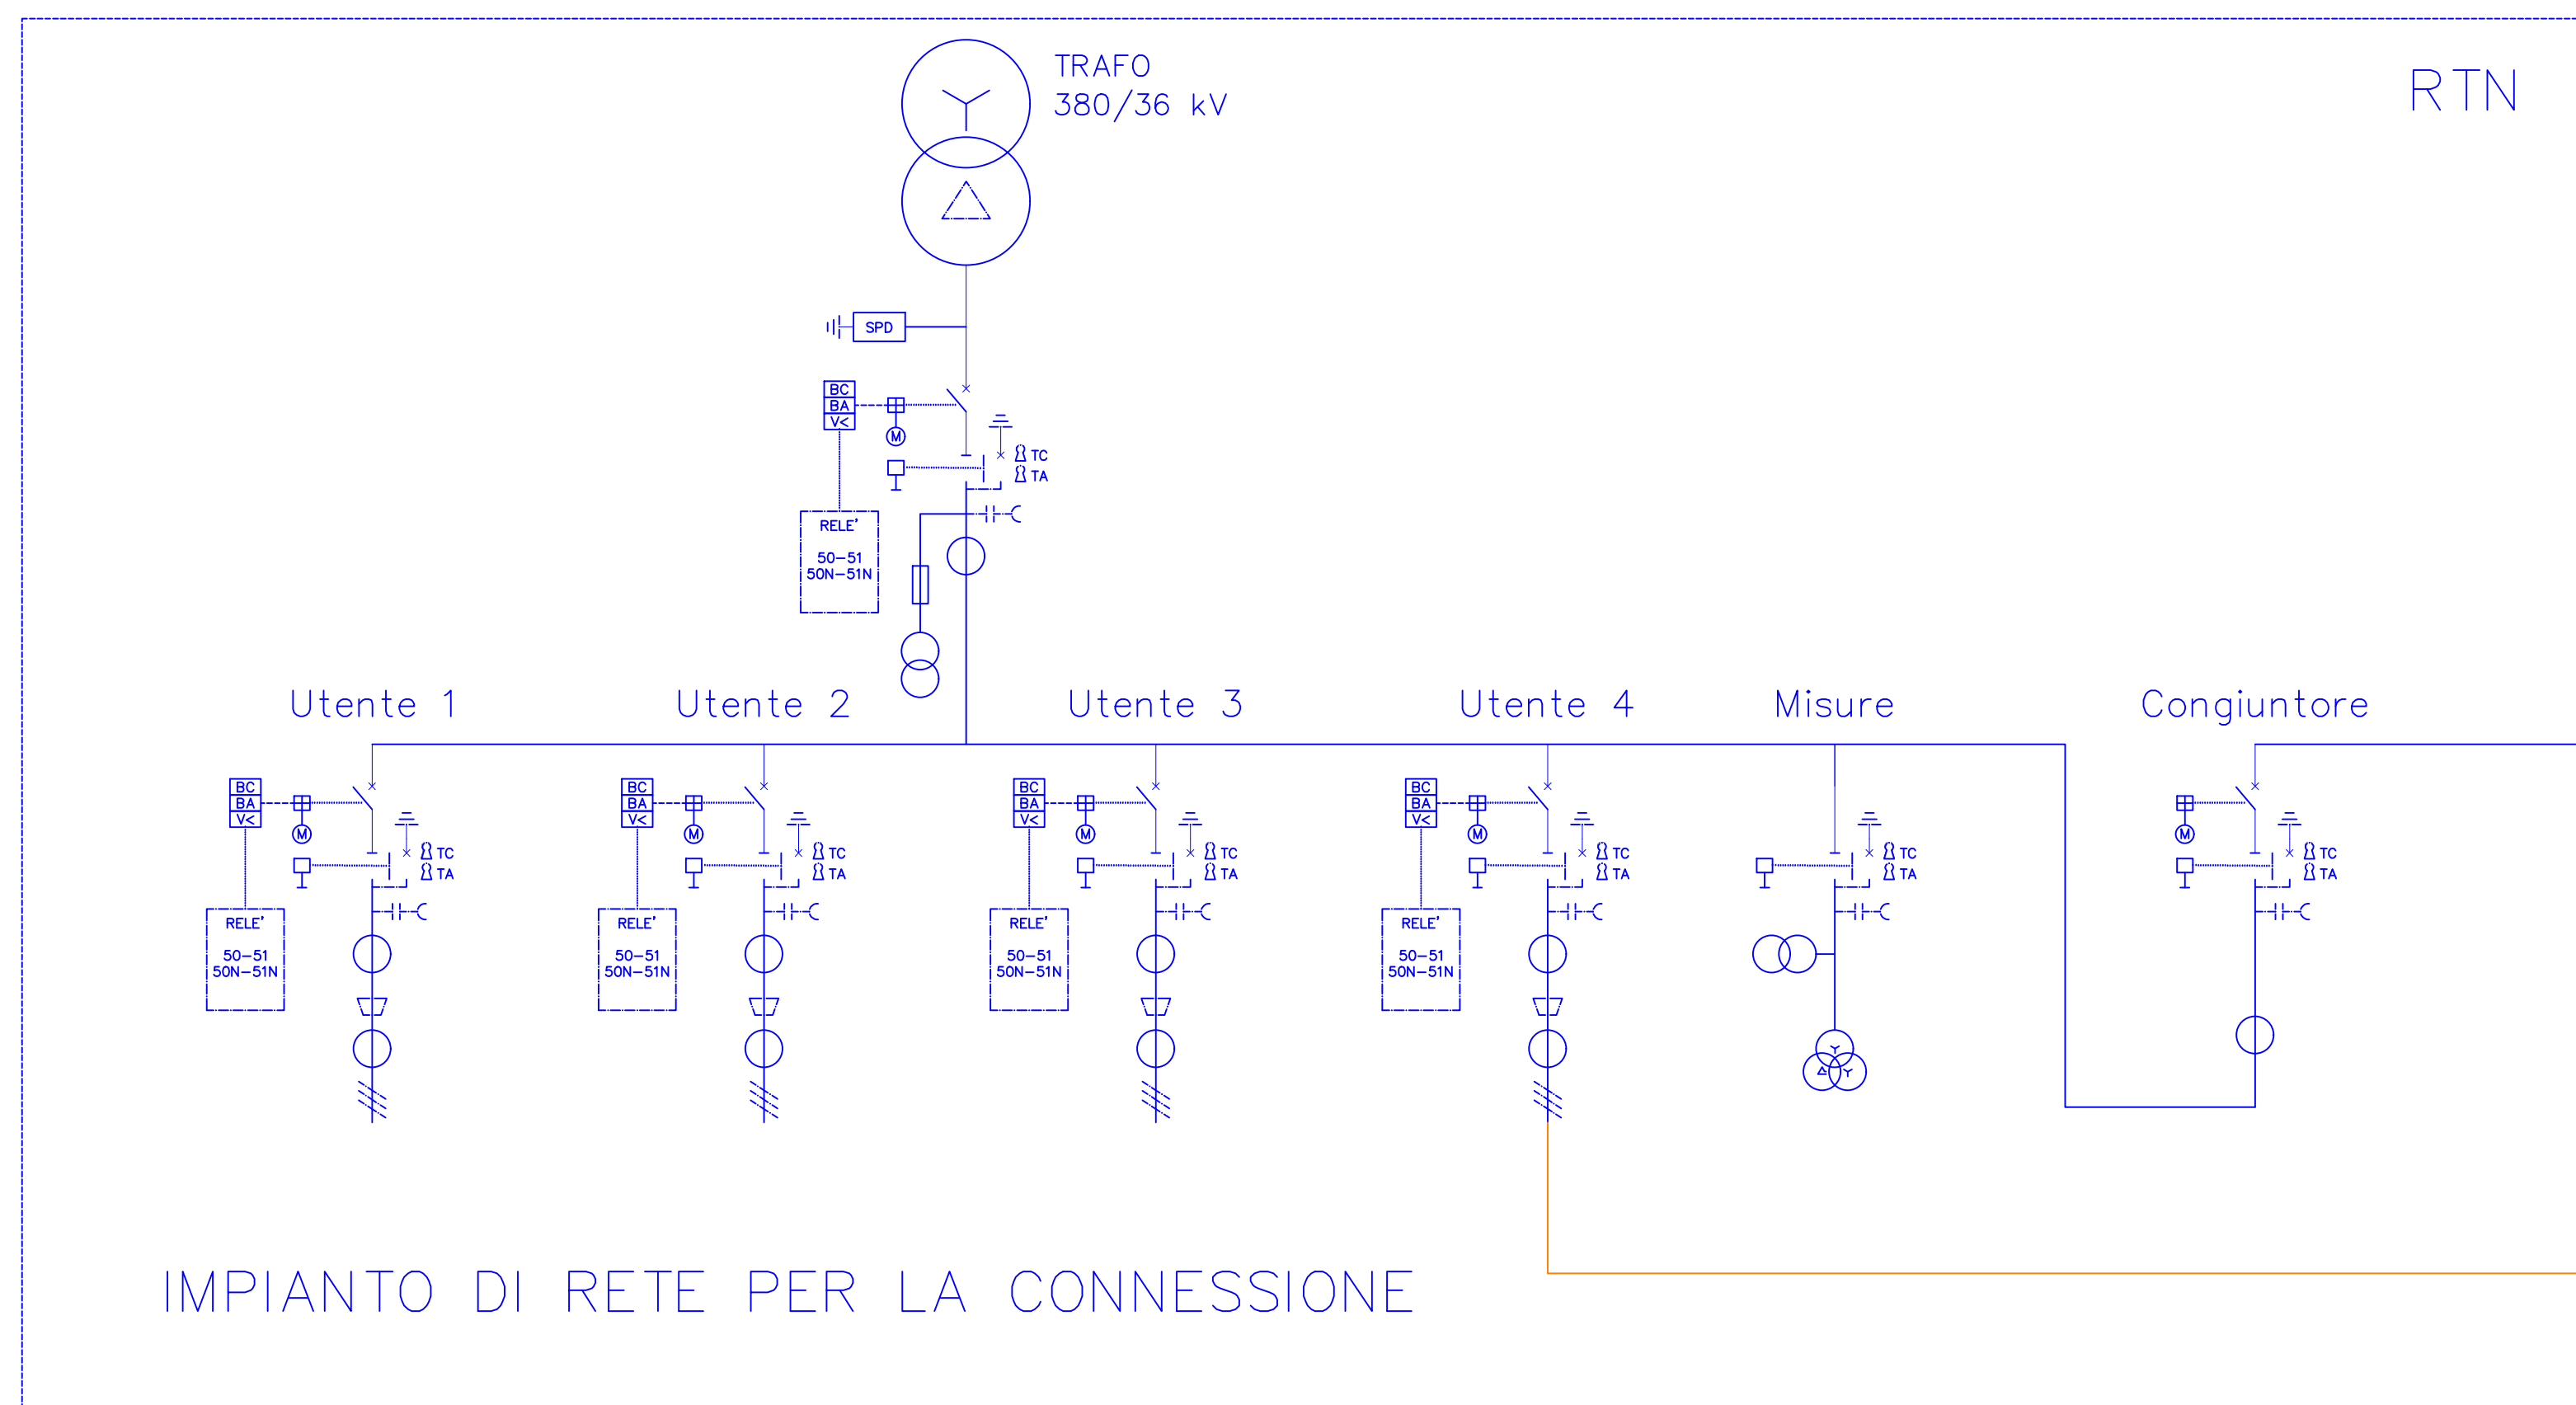 TRAFO
380/36 kV
RTN
SPD
BC
BA
V<
M
TC
TA
RELE'
50-51
50N-51N
Utente 1
Utente 2
Utente 3
Utente 4
Misure
Congiuntore
BC
BA
V<
M
TC
TA
RELE'
50-51
50N-51N
BC
BA
V<
M
TC
TA
RELE'
50-51
50N-51N
BC
BA
V<
M
TC
TA
RELE'
50-51
50N-51N
BC
BA
V<
M
TC
TA
RELE'
50-51
50N-51N
TC
TA
M
TC
TA
IMPIANTO DI RETE PER LA CONNESSIONE